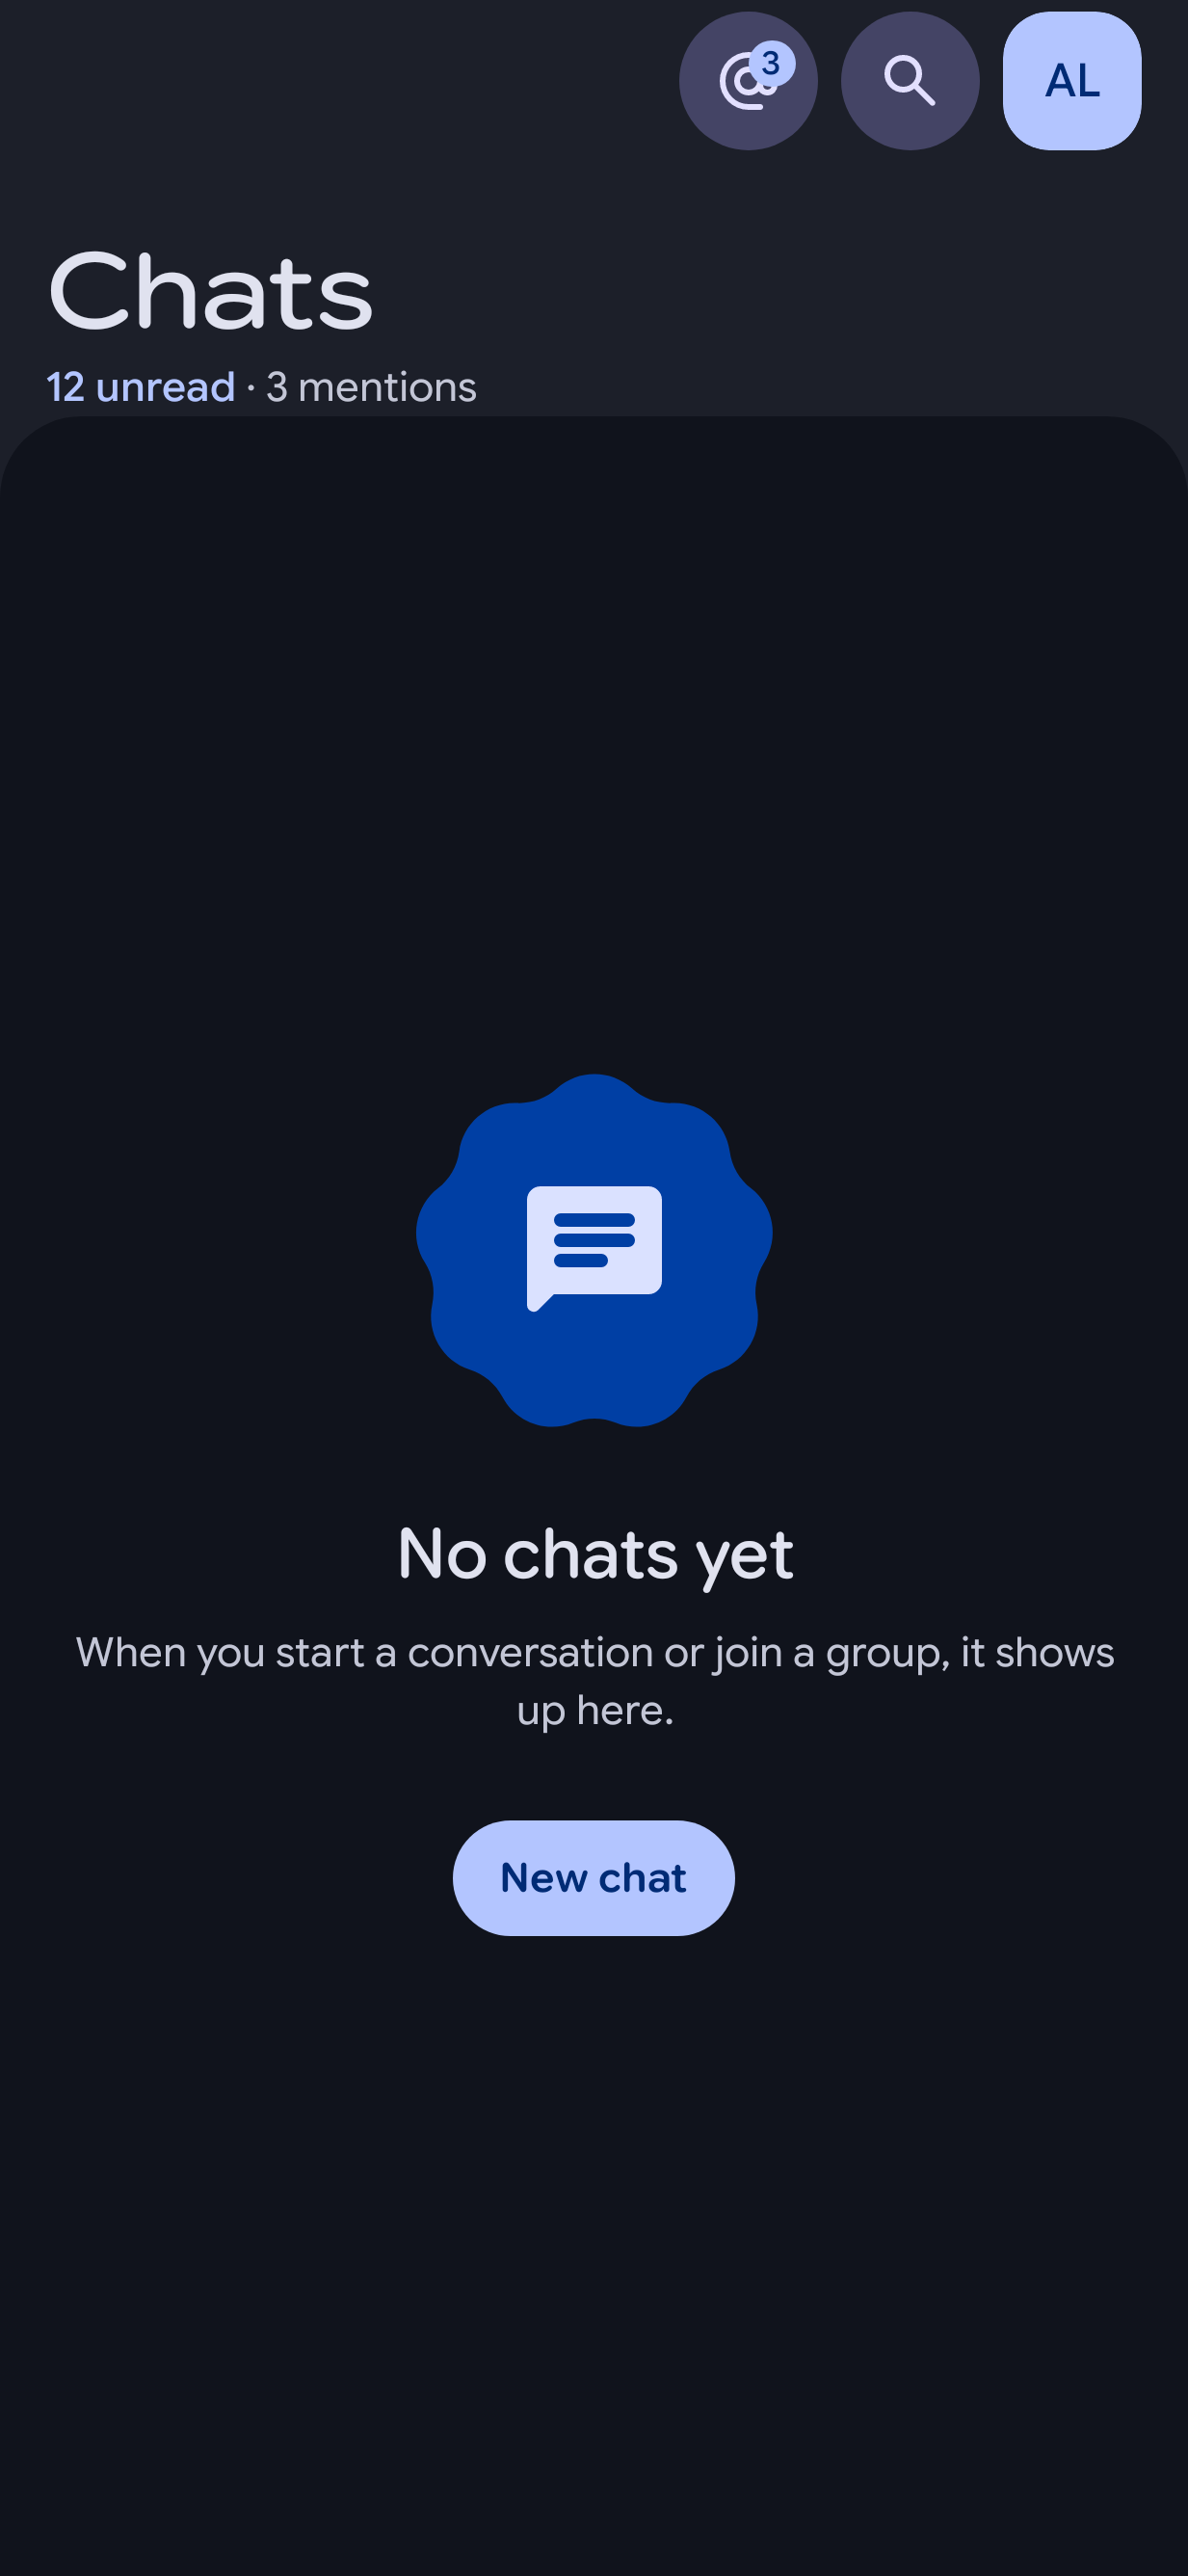 3
AL
Chats
12 unread · 3 mentions
No chats yet
When you start a conversation or join a group, it shows
up here.
New chat